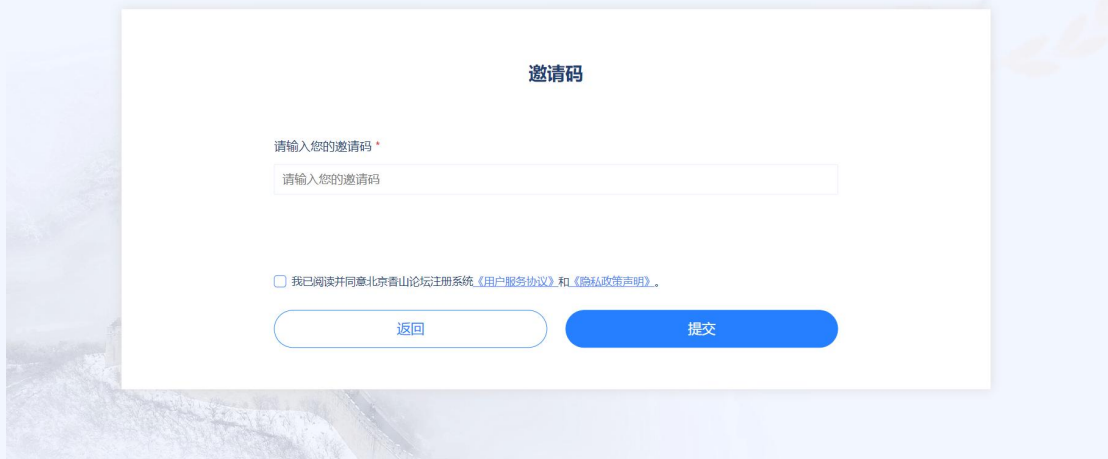 邀请码
请输入您的邀请码 *
请输入您的邀请码
我已阅读并同意北京香山论坛注册系统《用户服务协议》和《隐私政策声明》。
返回
提交